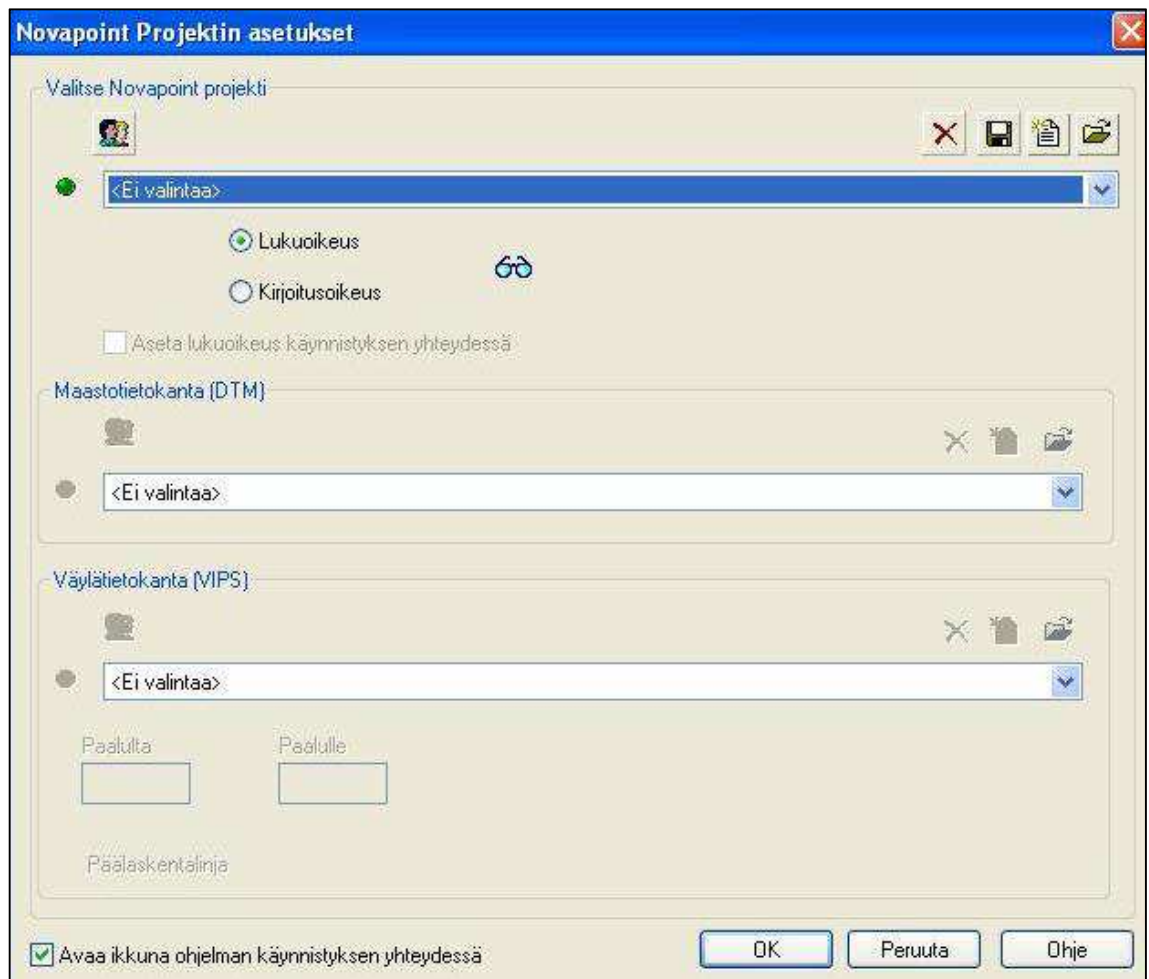 Novapoint Projektin asetukset
Valitse Novapoint projekti
<Ei valintaa>
Lukuoikeus
Kirjoitusoikeus
Aseta lukuoikeus käynnistyksen yhteydessä
Maastotietokanta (DTM)
<Ei valintaa>
Väylätietokanta (VIPS)
<Ei valintaa>
Paalulta Paalulle
Päälaskentalinja
Avaa ikkuna ohjelman käynnistyksen yhteydessä
OK Peruuta Ohje